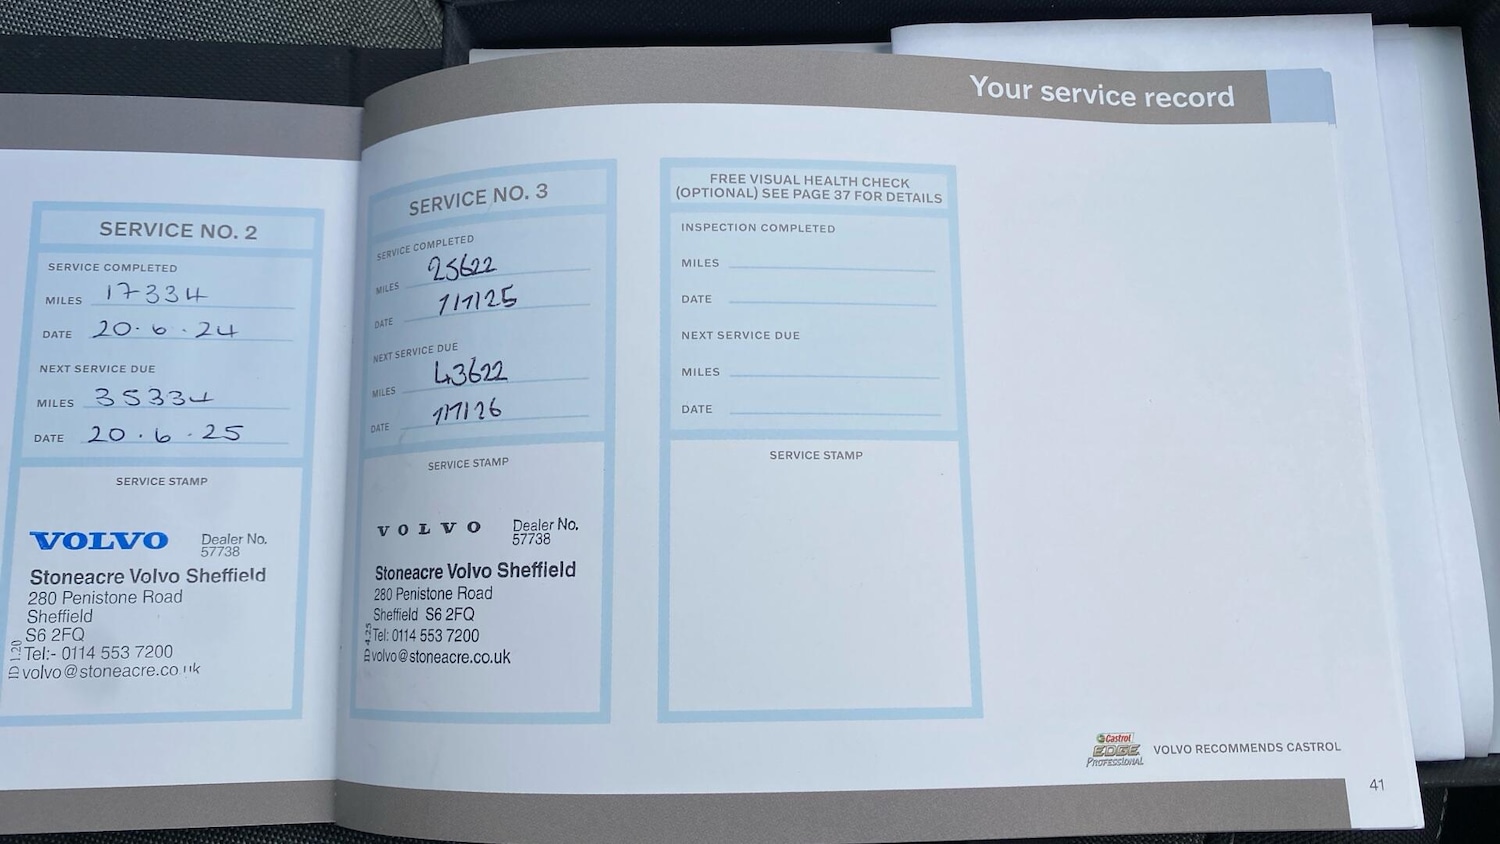 Your service record
SERVICE NO. 2
SERVICE COMPLETED
MILES 17334
DATE 20.6.24
NEXT SERVICE DUE
MILES 35334
DATE 20.6.25
SERVICE STAMP
VOLVO Dealer No.
57738
Stoneacre Volvo Sheffield
280 Penistone Road
Sheffield
S6 2FQ
Tel:- 0114 553 7200
volvo@stoneacre.co.uk
ID 1.20
SERVICE NO. 3
SERVICE COMPLETED
MILES 25622
DATE 1/7/25
NEXT SERVICE DUE
MILES 43622
DATE 1/7/26
SERVICE STAMP
VOLVO Dealer No.
57738
Stoneacre Volvo Sheffield
280 Penistone Road
Sheffield S6 2FQ
Tel: 0114 553 7200
volvo@stoneacre.co.uk
ID 4.25
FREE VISUAL HEALTH CHECK
(OPTIONAL) SEE PAGE 37 FOR DETAILS
INSPECTION COMPLETED
MILES
DATE
NEXT SERVICE DUE
MILES
DATE
SERVICE STAMP
Castrol
EDGE
PROFESSIONAL
VOLVO RECOMMENDS CASTROL
41